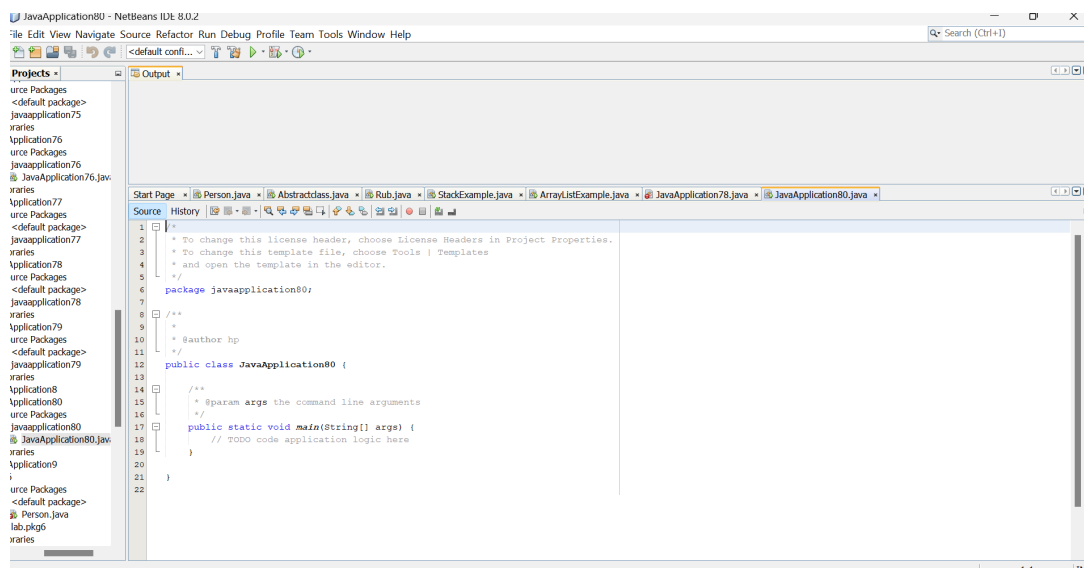 JavaApplication80 - NetBeans IDE 8.0.2
File Edit View Navigate Source Refactor Run Debug Profile Team Tools Window Help
Search (Ctrl+I)
<default confi...
Projects
urce Packages
<default package>
javaapplication75
oraries
Application76
urce Packages
javaapplication76
JavaApplication76.java
oraries
Application77
urce Packages
<default package>
javaapplication77
oraries
Application78
urce Packages
<default package>
javaapplication78
oraries
Application79
urce Packages
<default package>
javaapplication79
oraries
Application8
Application80
urce Packages
javaapplication80
JavaApplication80.jav
oraries
Application9
urce Packages
<default package>
Person.java
lab.pkg6
oraries
Output
Start Page Person.java Abstractclass.java Rub.java StackExample.java ArrayListExample.java JavaApplication78.java JavaApplication80.java
Source History
1 /*
2 * To change this license header, choose License Headers in Project Properties.
3 * To change this template file, choose Tools | Templates
4 * and open the template in the editor.
5 */
6 package javaapplication80;
7
8 /**
9 *
10 * @author hp
11 */
12 public class JavaApplication80 {
13
14 /**
15 * @param args the command line arguments
16 */
17 public static void main(String[] args) {
18 // TODO code application logic here
19 }
20
21 }
22